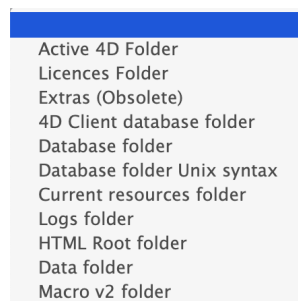 Active 4D Folder
Licences Folder
Extras (Obsolete)
4D Client database folder
Database folder
Database folder Unix syntax
Current resources folder
Logs folder
HTML Root folder
Data folder
Macro v2 folder